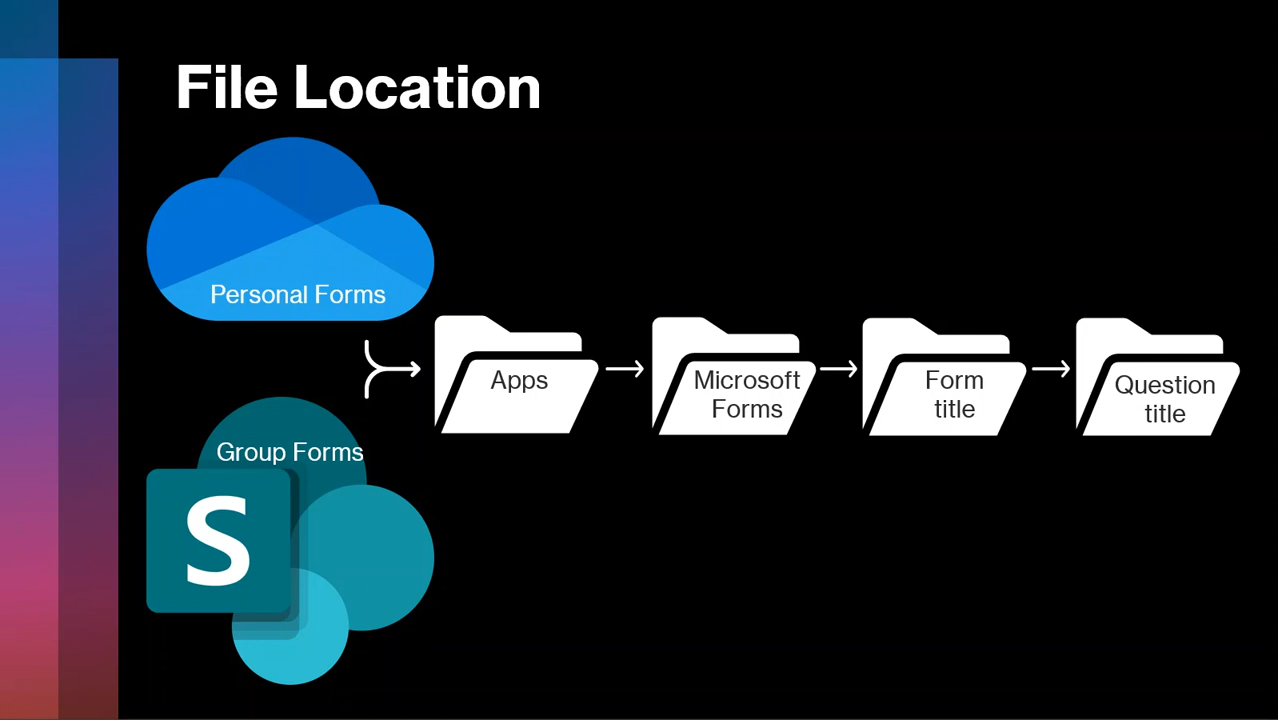 File Location
Personal Forms
Group Forms
S
Apps
Microsoft
Forms
Form
title
Question
title